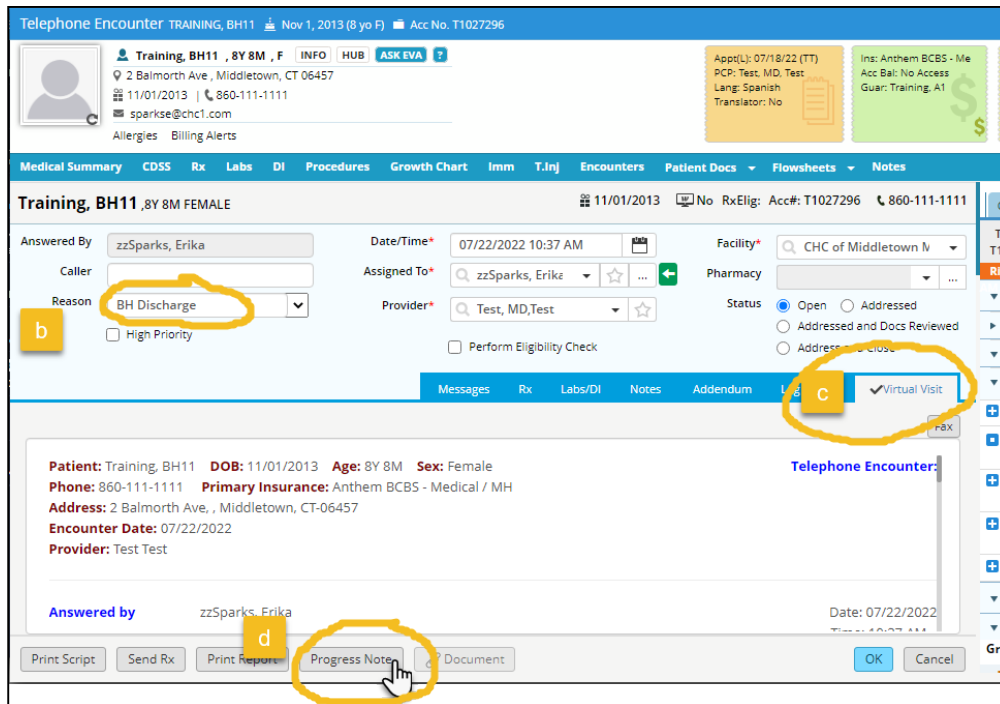 Telephone Encounter TRAINING, BH11 Nov 1, 2013 (8 yo F) Acc No. T1027296
Training, BH11 , 8Y 8M , F INFO HUB ASK EVA ?
2 Balmorth Ave , Middletown, CT 06457
11/01/2013 | 860-111-1111
sparkse@chc1.com
Allergies Billing Alerts
Appt(L): 07/18/22 (TT)
PCP: Test, MD, Test
Lang: Spanish
Translator: No
Ins: Anthem BCBS - Me
Acc Bal: No Access
Guar: Training, A1
$
$
Medical Summary CDSS Rx Labs DI Procedures Growth Chart Imm T.Inj Encounters Patient Docs Flowsheets Notes
Training, BH11 ,8Y 8M FEMALE 11/01/2013 No RxElig: Acc#: T1027296 860-111-1111
Answered By zzSparks, Erika Date/Time* 07/22/2022 10:37 AM Facility* CHC of Middletown
Caller Assigned To* zzSparks, Erika ... Pharmacy ...
Reason BH Discharge Provider* Test, MD,Test Status Open Addressed
b
High Priority Addressed and Docs Reviewed
Perform Eligibility Check Address and Close
Messages Rx Labs/DI Notes Addendum c Virtual Visit
Fax
Patient: Training, BH11 DOB: 11/01/2013 Age: 8Y 8M Sex: Female Telephone Encounter:
Phone: 860-111-1111 Primary Insurance: Anthem BCBS - Medical / MH
Address: 2 Balmorth Ave, , Middletown, CT-06457
Encounter Date: 07/22/2022
Provider: Test Test
Answered by zzSparks, Erika Date: 07/22/2022
Time: 10:37 AM
d
Print Script Send Rx Print Report Progress Note Document OK Cancel